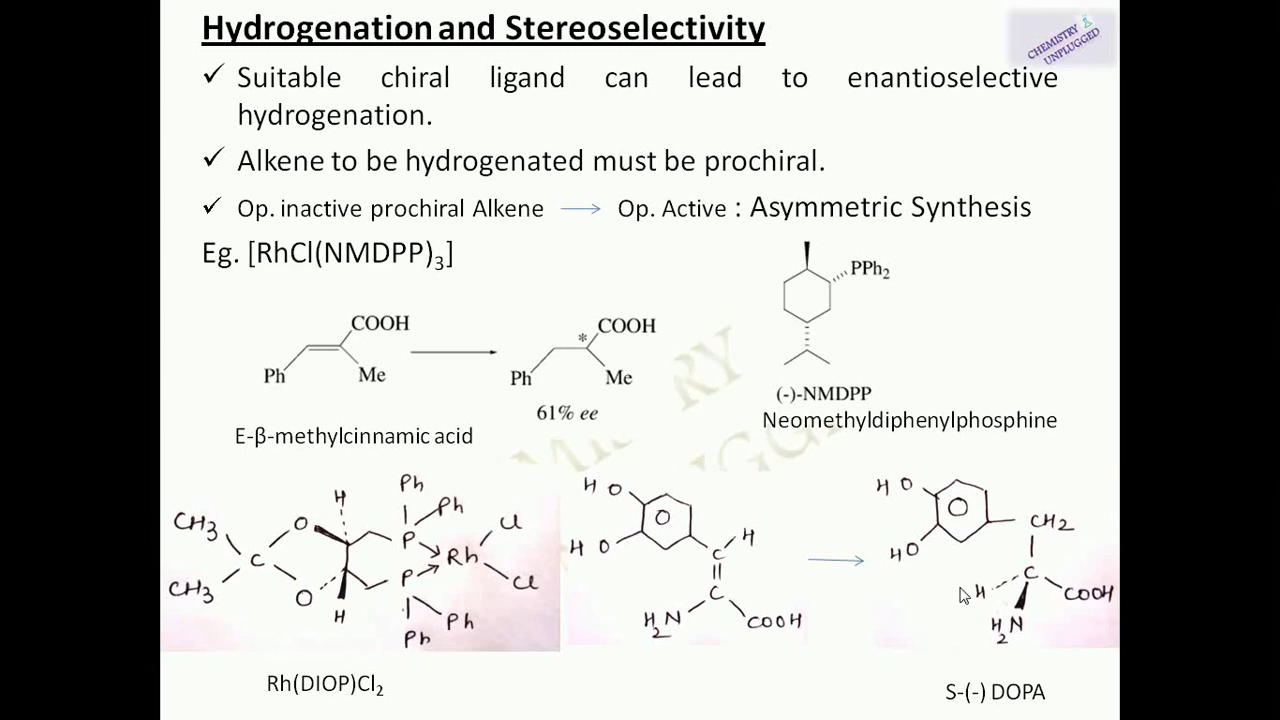 Hydrogenation and Stereoselectivity
CHEMISTRY
UNPLUGGED
✓ Suitable chiral ligand can lead to enantioselective
hydrogenation.
✓ Alkene to be hydrogenated must be prochiral.
✓ Op. inactive prochiral Alkene → Op. Active : Asymmetric Synthesis
Eg. [RhCl(NMDPP)₃]
PPh₂
COOH
Ph
Me
COOH
*
Ph
Me
61% ee
(-)-NMDPP
Neomethyldiphenylphosphine
E-β-methylcinnamic acid
CH₃
CH₃
C
O
O
H
H
Ph
Ph
P
P
Rh
Cl
Cl
Ph
Ph
HO
HO
C
H
C
H₂N
COOH
HO
HO
CH₂
C
H
COOH
H₂N
Rh(DIOP)Cl₂
S-(-) DOPA